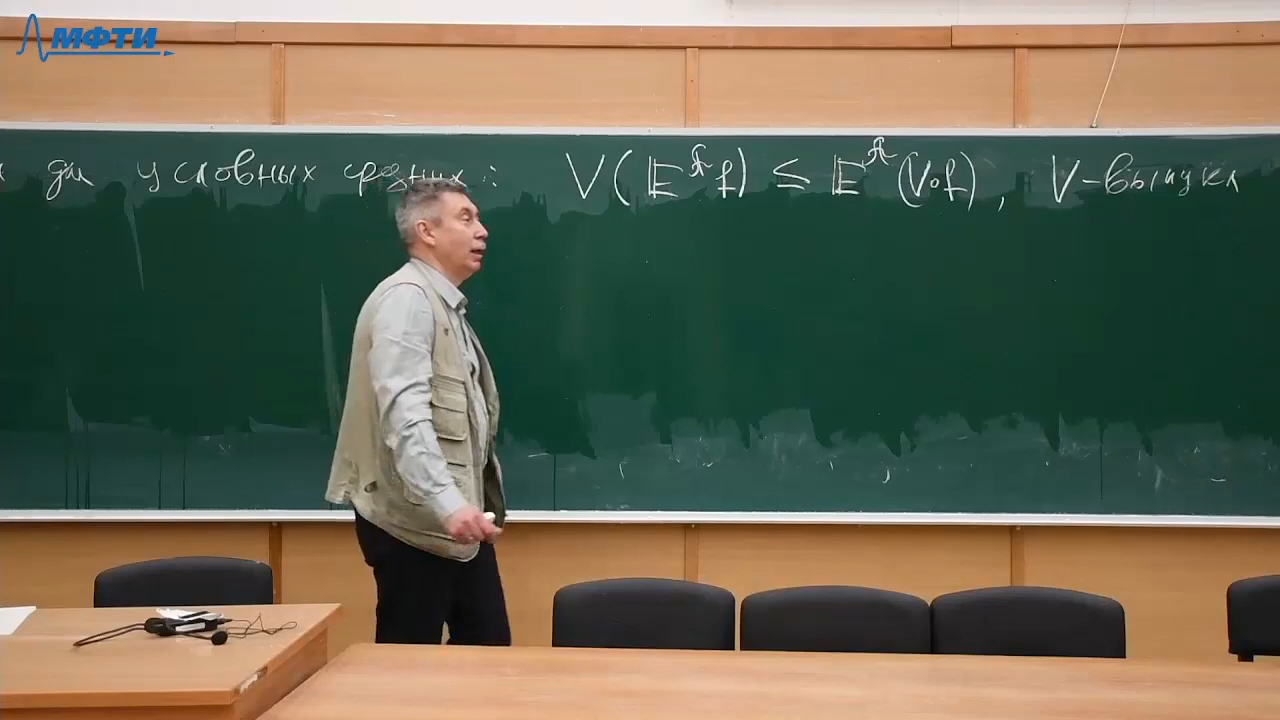 МФТИ
для условных средних : V(𝔼^𝒜 f) ≤ 𝔼^𝒜 (V∘f), V-выпукл